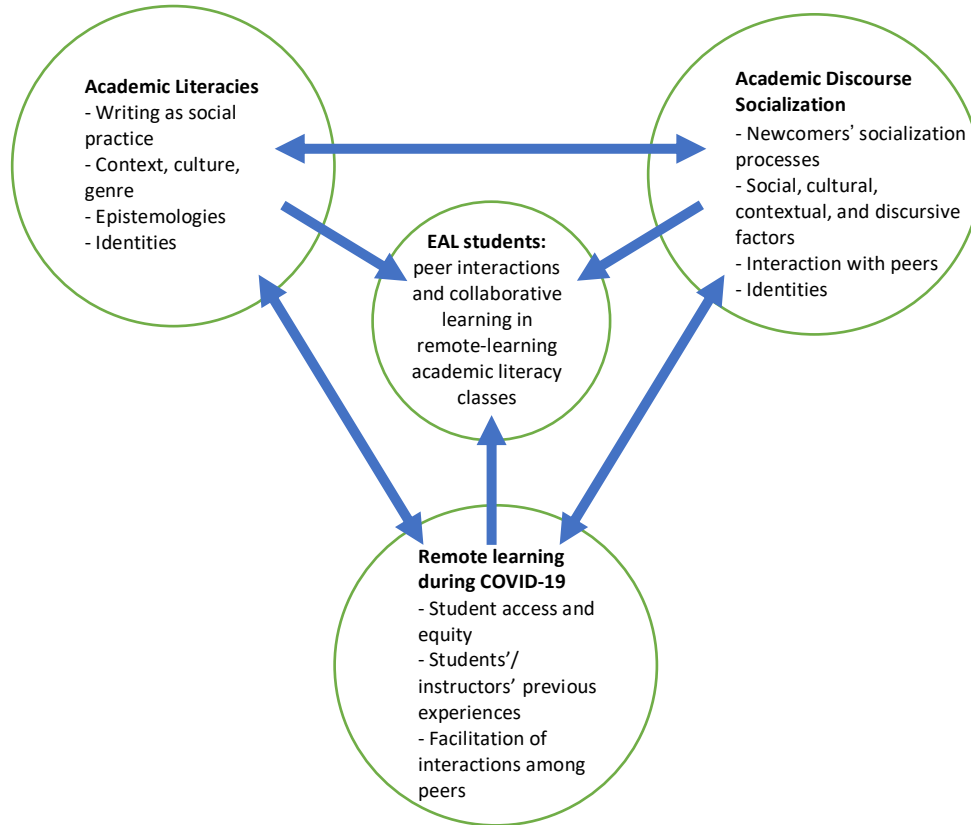 Academic Literacies
- Writing as social
practice
- Context, culture,
genre
- Epistemologies
- Identities
Academic Discourse
Socialization
- Newcomers’ socialization
processes
- Social, cultural,
contextual, and discursive
factors
- Interaction with peers
- Identities
EAL students:
peer interactions
and collaborative
learning in
remote-learning
academic literacy
classes
Remote learning
during COVID-19
- Student access and
equity
- Students’/
instructors’ previous
experiences
- Facilitation of
interactions among
peers